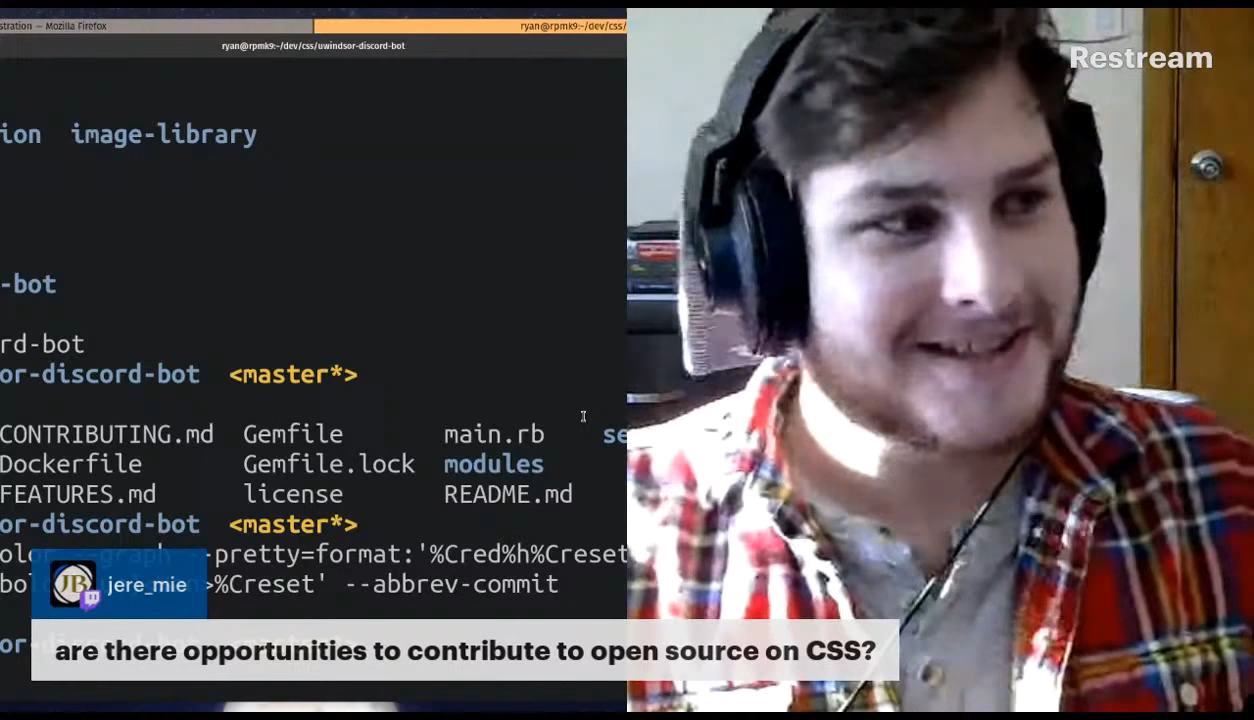 stration — Mozilla Firefox
ryan@rpmk9:~/dev/css/
ryan@rpmk9:~/dev/css/uwindsor-discord-bot
Restream
ion image-library
-bot
rd-bot
or-discord-bot <master*>
CONTRIBUTING.md Gemfile main.rb se
Dockerfile Gemfile.lock modules
FEATURES.md license README.md
or-discord-bot <master*>
olor --graph --pretty=format:'%Cred%h%Creset
>%Creset' --abbrev-commit
JB jere_mie
are there opportunities to contribute to open source on CSS?